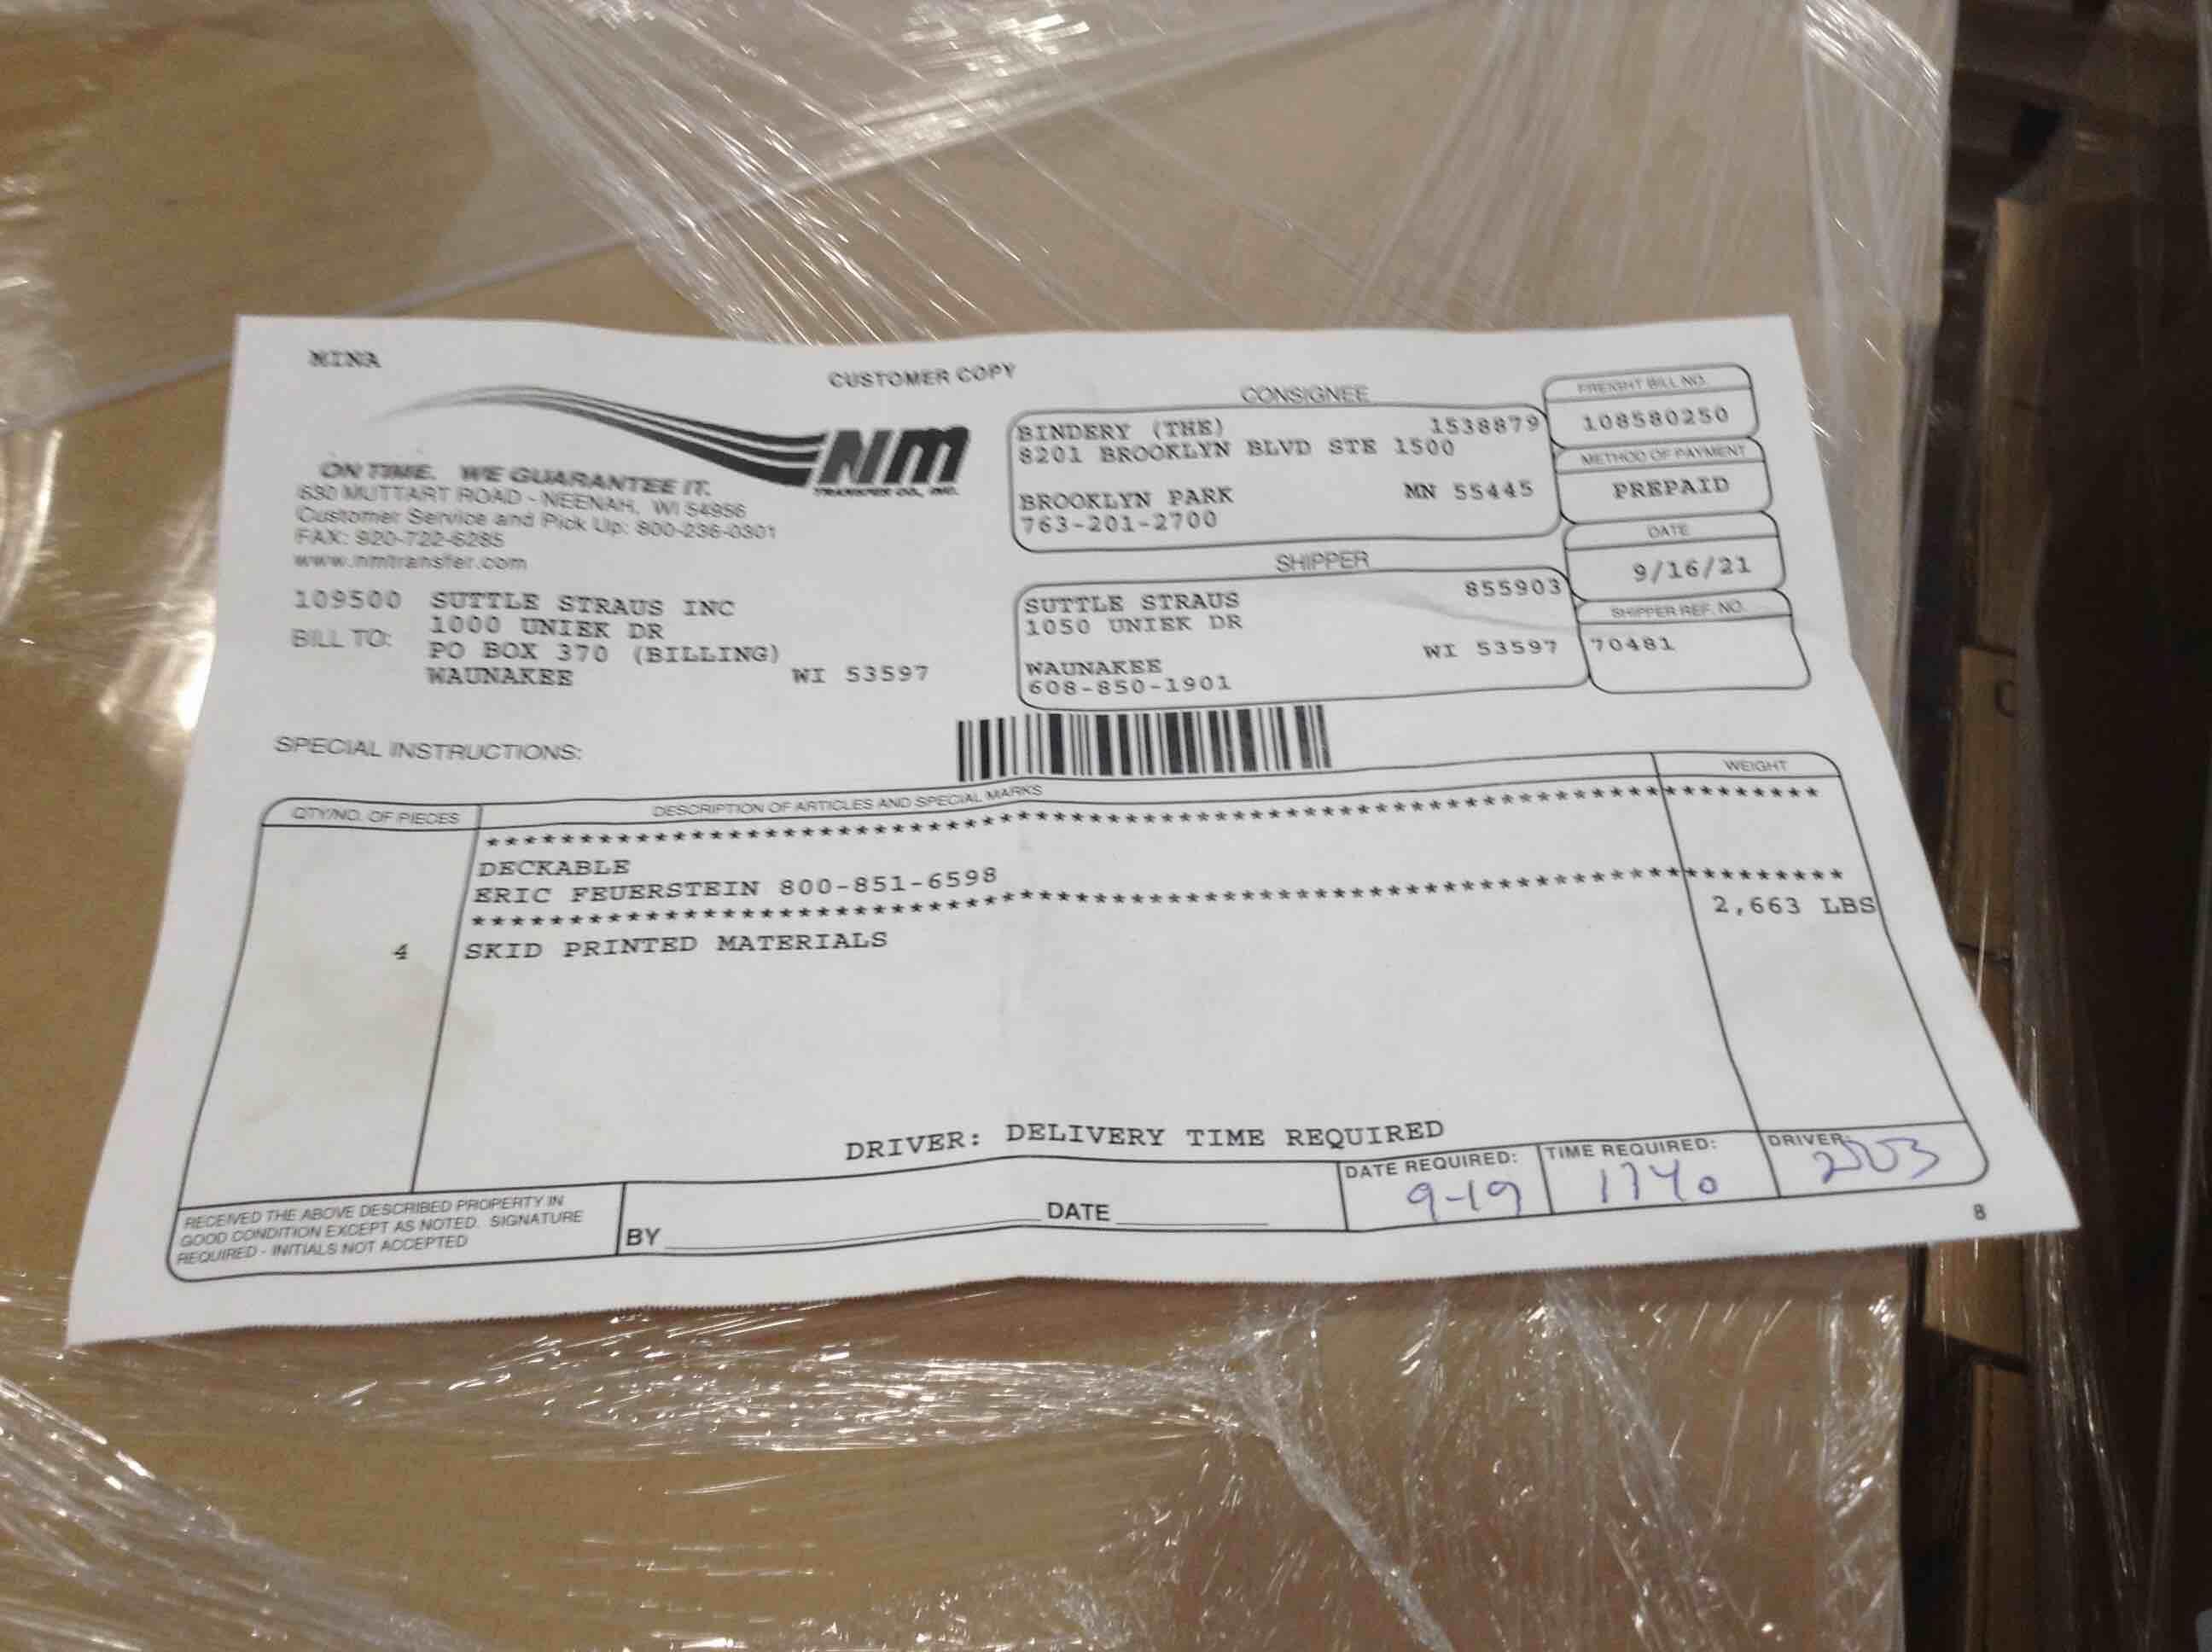 MINA
CUSTOMER COPY
NM
TRANSFER CO., INC.
ON TIME. WE GUARANTEE IT.
630 MUTTART ROAD - NEENAH, WI 54956
Customer Service and Pick Up: 800-236-0301
FAX: 920-722-6285
www.nmtransfer.com
109500 SUTTLE STRAUS INC
1000 UNIEK DR
BILL TO:
PO BOX 370 (BILLING)
WAUNAKEE WI 53597
CONSIGNEE
BINDERY (THE) 1538879
8201 BROOKLYN BLVD STE 1500
BROOKLYN PARK MN 55445
763-201-2700
SHIPPER
SUTTLE STRAUS 855903
1050 UNIEK DR
WAUNAKEE WI 53597
608-850-1901
FREIGHT BILL NO.
108580250
METHOD OF PAYMENT
PREPAID
DATE
9/16/21
SHIPPER REF. NO.
70481
SPECIAL INSTRUCTIONS:
QTY/NO. OF PIECES DESCRIPTION OF ARTICLES AND SPECIAL MARKS WEIGHT
DECKABLE
ERIC FEUERSTEIN 800-851-6598
4 SKID PRINTED MATERIALS 2,663 LBS
DRIVER: DELIVERY TIME REQUIRED
RECEIVED THE ABOVE DESCRIBED PROPERTY IN
GOOD CONDITION EXCEPT AS NOTED. SIGNATURE
REQUIRED - INITIALS NOT ACCEPTED
BY DATE
DATE REQUIRED: TIME REQUIRED: DRIVER:
9-19 1740
8